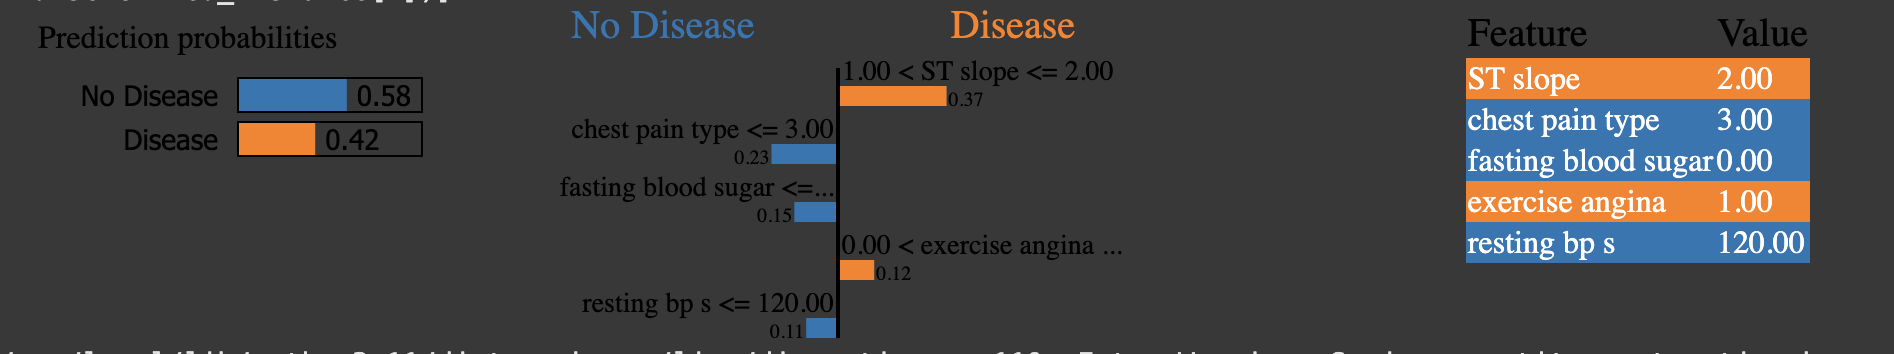 Prediction probabilities
No Disease 0.58
Disease 0.42
No Disease Disease
1.00 < ST slope <= 2.00
0.37
chest pain type <= 3.00
0.23
fasting blood sugar <=...
0.15
0.00 < exercise angina ...
0.12
resting bp s <= 120.00
0.11
Feature Value
ST slope 2.00
chest pain type 3.00
fasting blood sugar 0.00
exercise angina 1.00
resting bp s 120.00